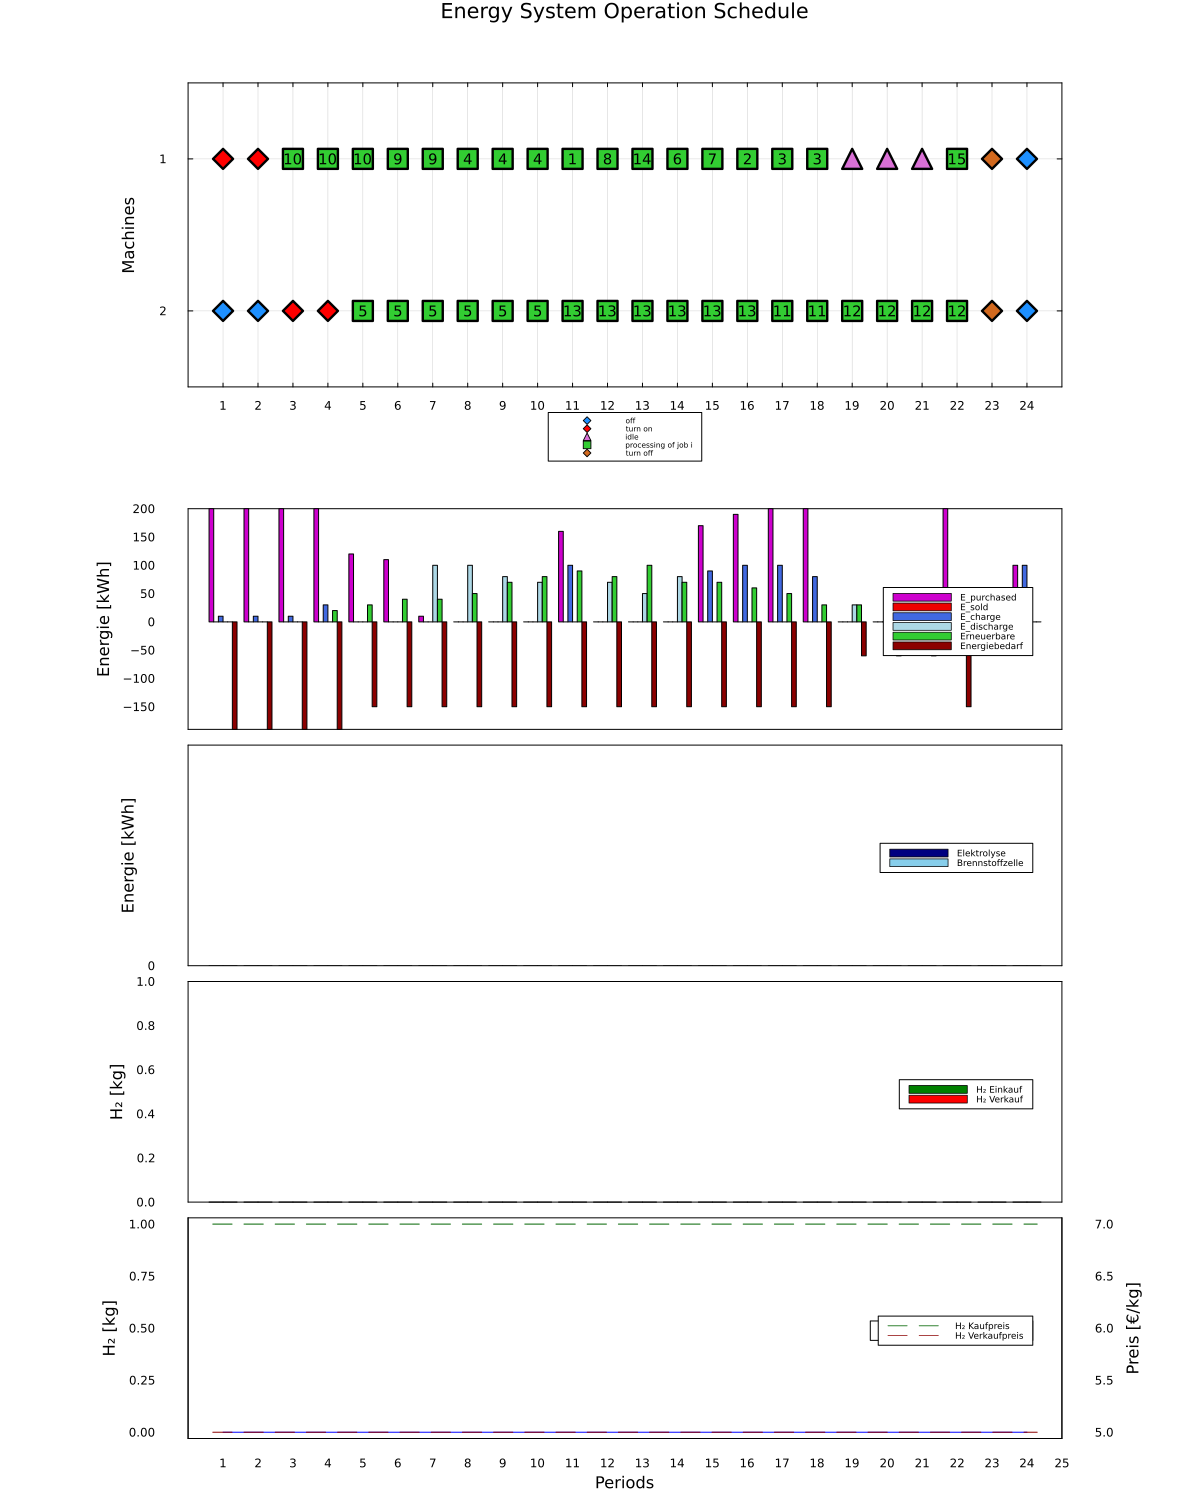 Energy System Operation Schedule
Machines
1
10 10 10 9 9 4 4 4 1 8 14 6 7 2 3 3 15
2
5 5 5 5 5 5 13 13 13 13 13 13 11 11 12 12 12 12
1 2 3 4 5 6 7 8 9 10 11 12 13 14 15 16 17 18 19 20 21 22 23 24
off
turn on
idle
processing of job i
turn off
Energie [kWh]
200
150
100
50
0
−50
−100
−150
E_purchased
E_sold
E_charge
E_discharge
Erneuerbare
Energiebedarf
Energie [kWh]
0
Elektrolyse
Brennstoffzelle
H₂ [kg]
1.0
0.8
0.6
0.4
0.2
0.0
H₂ Einkauf
H₂ Verkauf
H₂ [kg]
1.00
0.75
0.50
0.25
0.00
H₂ Kaufpreis
H₂ Verkaufpreis
7.0
6.5
6.0
5.5
5.0
Preis [€/kg]
1 2 3 4 5 6 7 8 9 10 11 12 13 14 15 16 17 18 19 20 21 22 23 24 25
Periods